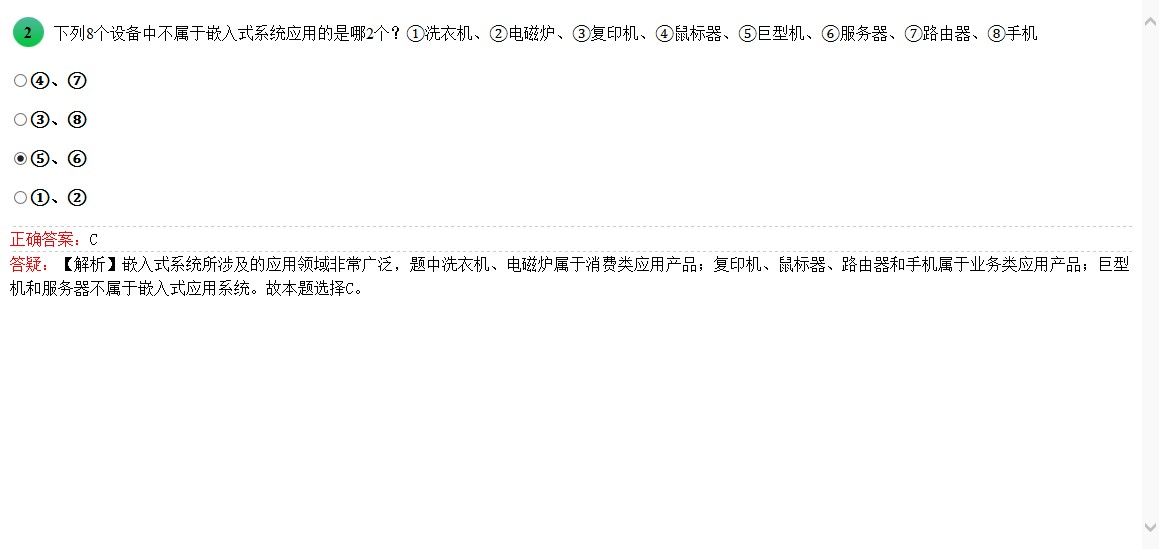 2 下列8个设备中不属于嵌入式系统应用的是哪2个？①洗衣机、②电磁炉、③复印机、④鼠标器、⑤巨型机、⑥服务器、⑦路由器、⑧手机
④、⑦
③、⑧
⑤、⑥
①、②
正确答案：C
答疑：【解析】嵌入式系统所涉及的应用领域非常广泛，题中洗衣机、电磁炉属于消费类应用产品；复印机、鼠标器、路由器和手机属于业务类应用产品；巨型
机和服务器不属于嵌入式应用系统。故本题选择C。